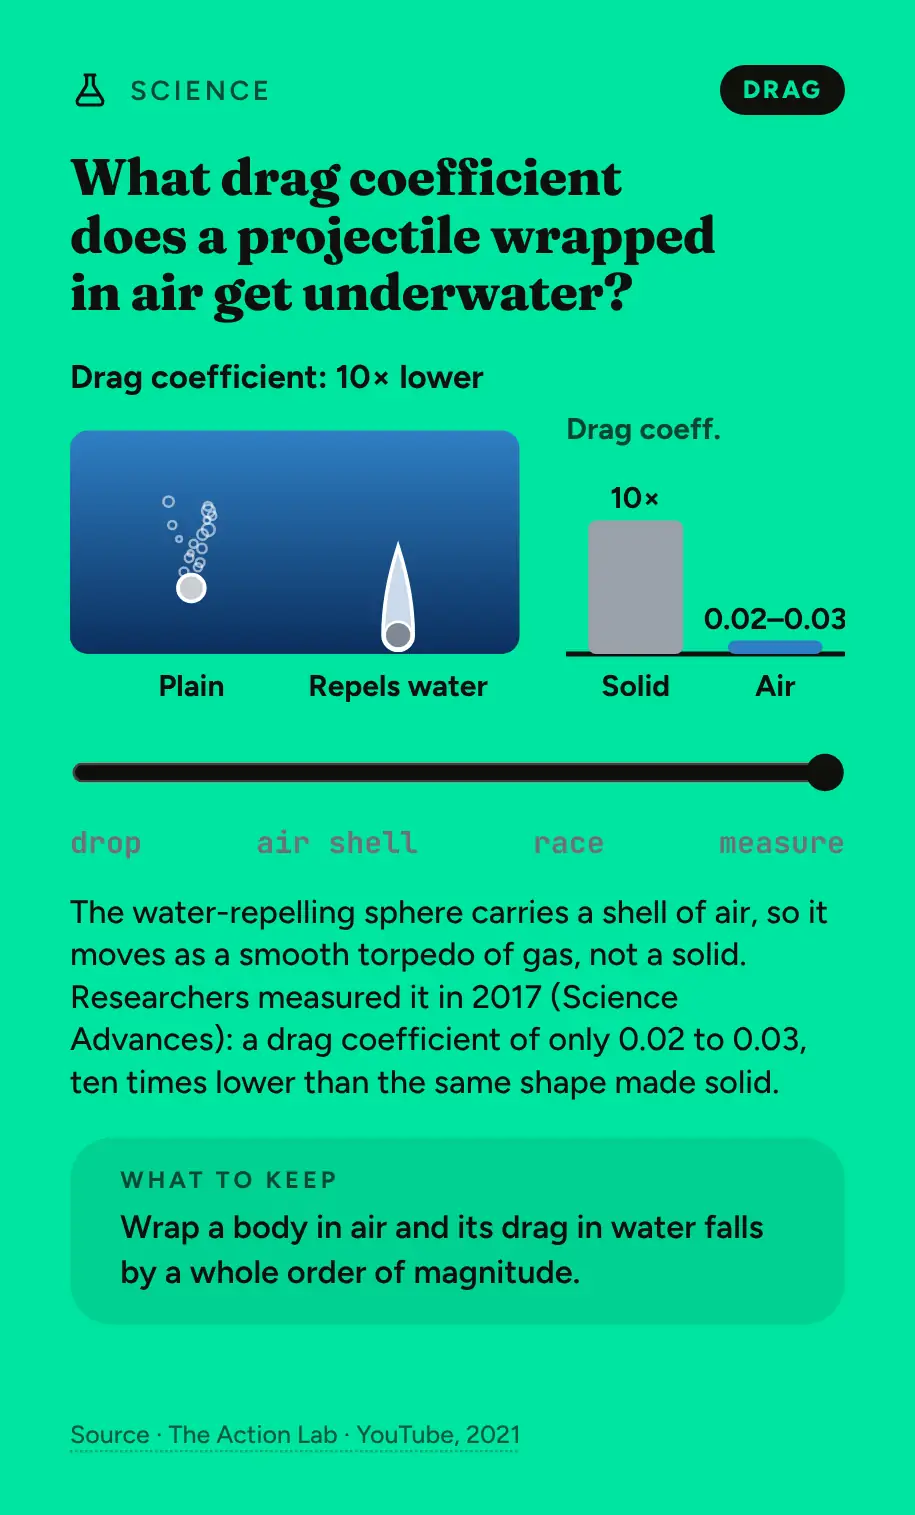 SCIENCE
DRAG
What drag coefficient
does a projectile wrapped
in air get underwater?
Drag coefficient: 10× lower
Drag coeff.
10×
0.02–0.03
Plain
Repels water
Solid
Air
drop
air shell
race
measure
The water-repelling sphere carries a shell of air, so it
moves as a smooth torpedo of gas, not a solid.
Researchers measured it in 2017 (Science
Advances): a drag coefficient of only 0.02 to 0.03,
ten times lower than the same shape made solid.
WHAT TO KEEP
Wrap a body in air and its drag in water falls
by a whole order of magnitude.
Source · The Action Lab · YouTube, 2021